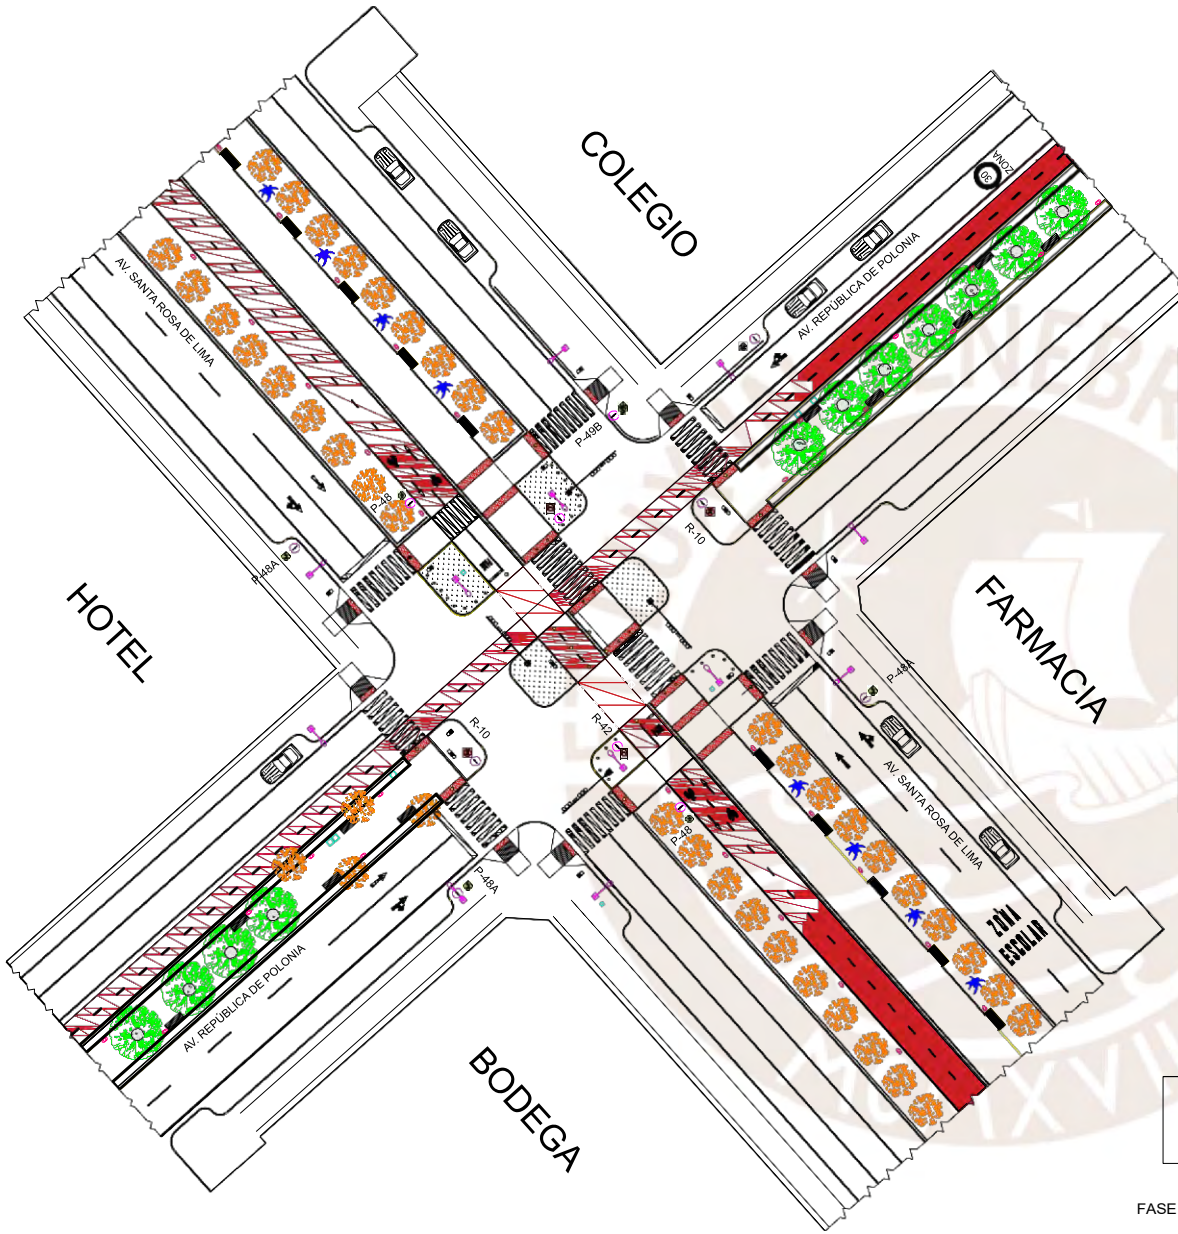 COLEGIO
ZONA
30
AV. REPÚBLICA DE POLONIA
AV. SANTA ROSA DE LIMA
P-49B
P-48
R-10
P-48A
HOTEL
FARMACIA
P-48A
R-10
R-42
AV. SANTA ROSA DE LIMA
P-48
P-48A
ZONA
ESCOLAR
AV. REPÚBLICA DE POLONIA
BODEGA
FASE